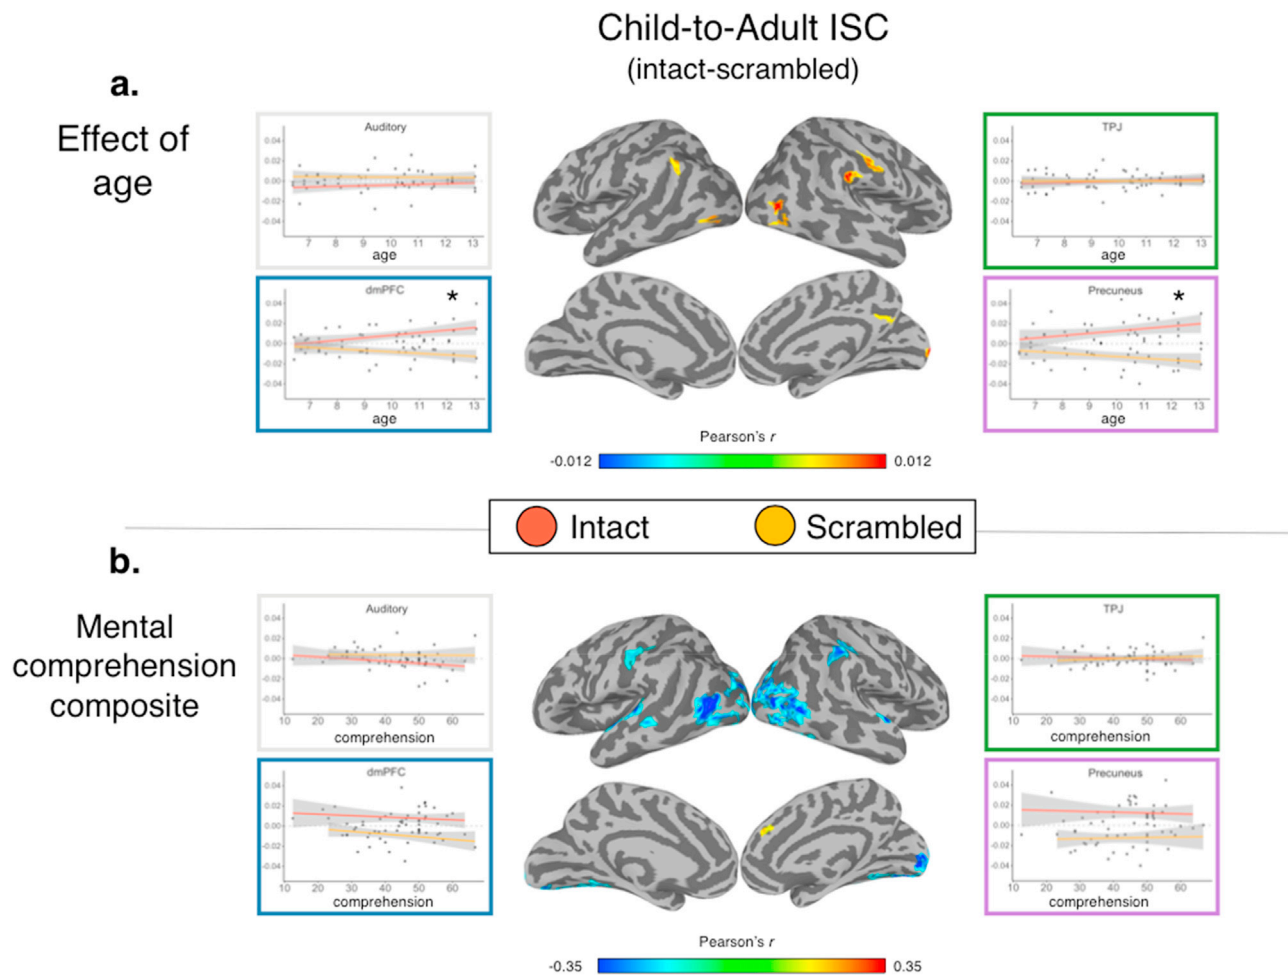 Child-to-Adult ISC
(intact-scrambled)
a.
Effect of
age
Auditory
0.04
0.02
0.00
-0.02
-0.04
7 8 9 10 11 12 13
age
TPJ
0.04
0.02
0.00
-0.02
-0.04
7 8 9 10 11 12 13
age
dmPFC
*
0.04
0.02
0.00
-0.02
-0.04
7 8 9 10 11 12 13
age
Precuneus
*
0.04
0.02
0.00
-0.02
-0.04
7 8 9 10 11 12 13
age
Pearson's r
-0.012 0.012
Intact Scrambled
b.
Mental
comprehension
composite
Auditory
0.04
0.02
0.00
-0.02
-0.04
10 20 30 40 50 60
comprehension
TPJ
0.04
0.02
0.00
-0.02
-0.04
10 20 30 40 50 60
comprehension
dmPFC
0.04
0.02
0.00
-0.02
-0.04
10 20 30 40 50 60
comprehension
Precuneus
0.04
0.02
0.00
-0.02
-0.04
10 20 30 40 50 60
comprehension
Pearson's r
-0.35 0.35